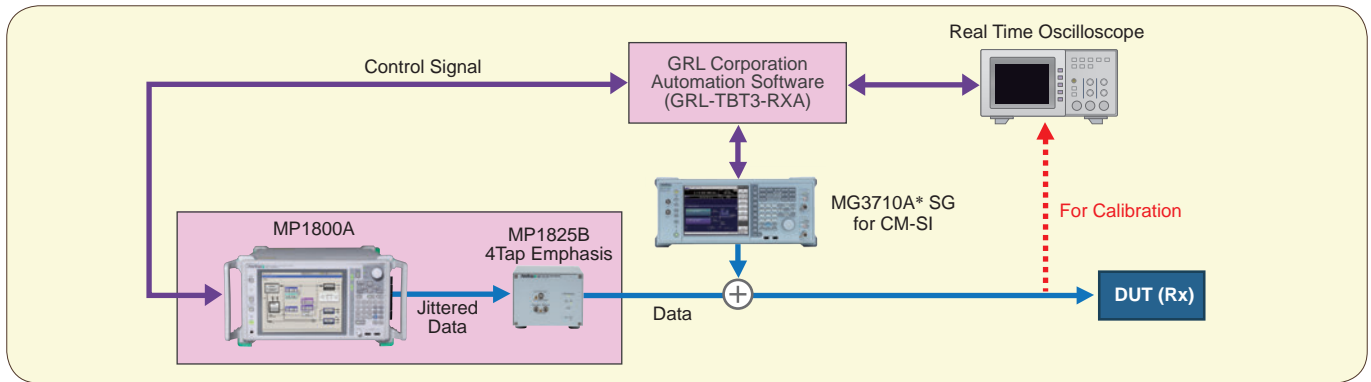 Real Time Oscilloscope
Control Signal
GRL Corporation
Automation Software
(GRL-TBT3-RXA)
MG3710A* SG
for CM-SI
For Calibration
MP1800A
MP1825B
4Tap Emphasis
Jittered
Data
Data
DUT (Rx)